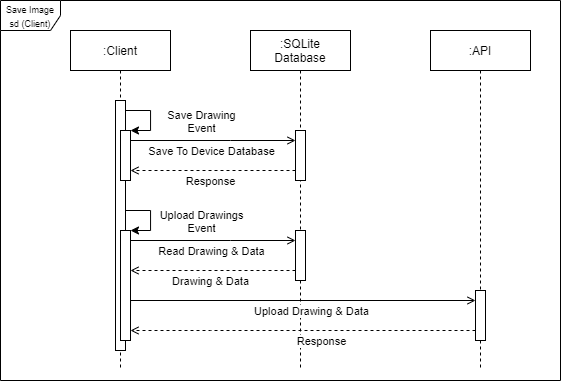 Save Image
sd (Client)
:Client
:SQLite
Database
:API
Save Drawing
Event
Save To Device Database
Response
Upload Drawings
Event
Read Drawing & Data
Drawing & Data
Upload Drawing & Data
Response